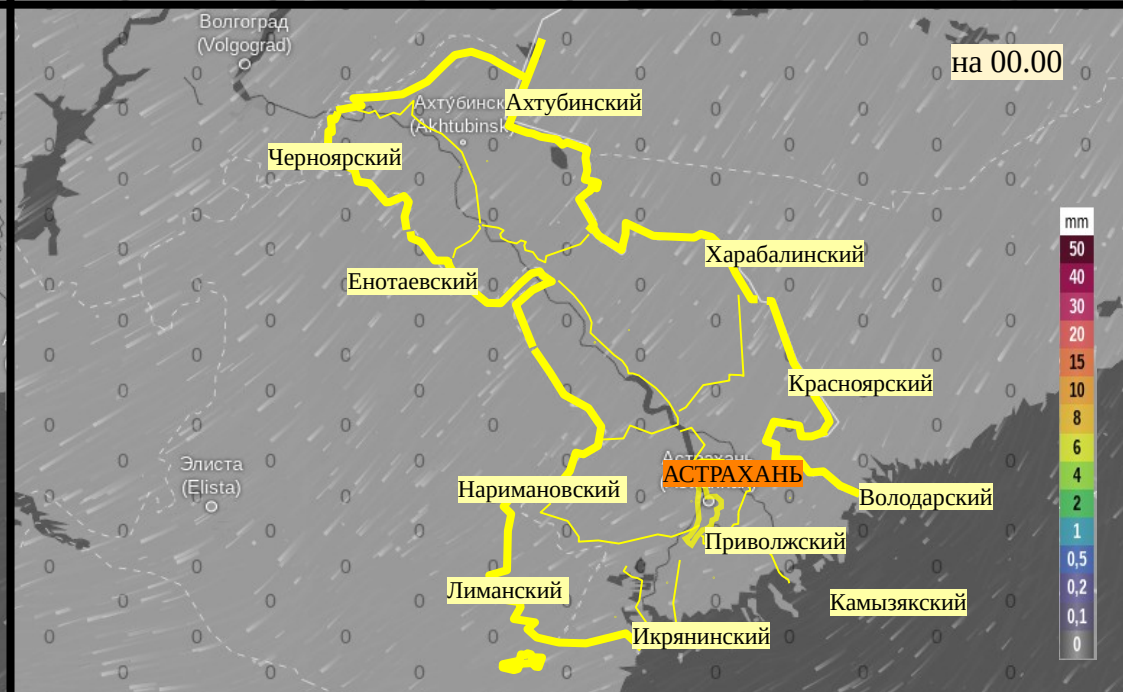 Волгоград
(Volgograd)
на 00.00
Ахтубинск
(Akhtubinsk)
Ахтубинский
Черноярский
mm
50
40
30
20
15
10
8
6
4
2
1
0,5
0,2
0,1
0
Харабалинский
Енотаевский
Красноярский
Элиста
(Elista)
Астрахань
АСТРАХАНЬ
Наримановский
Володарский
Приволжский
Лиманский
Камызякский
Икрянинский